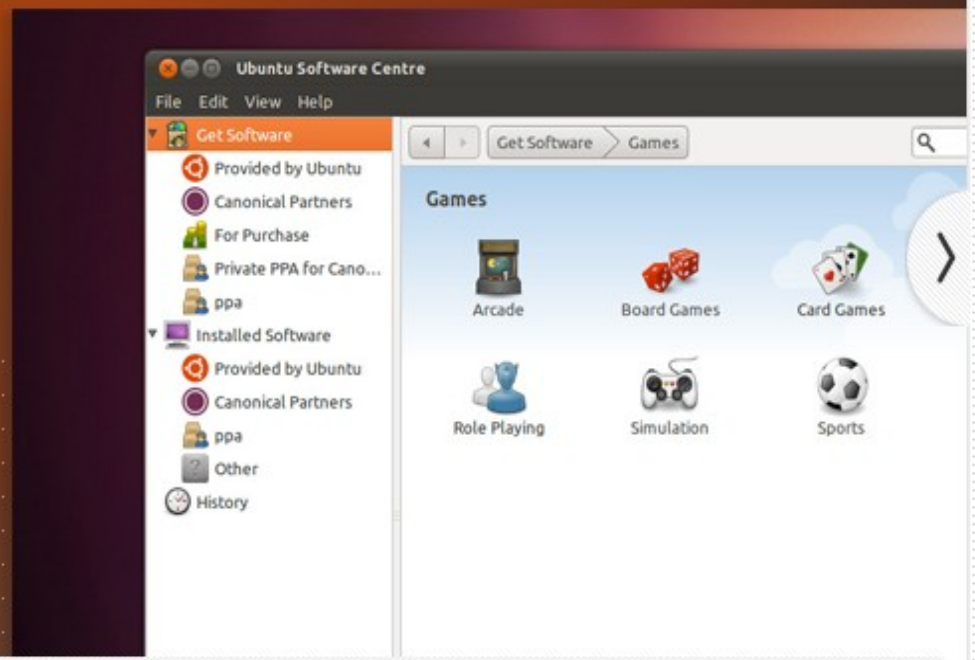 Ubuntu Software Centre
File Edit View Help
Get Software
Provided by Ubuntu
Canonical Partners
For Purchase
Private PPA for Cano...
ppa
Installed Software
Provided by Ubuntu
Canonical Partners
ppa
Other
History
Get Software Games
Games
Arcade Board Games Card Games
Role Playing Simulation Sports